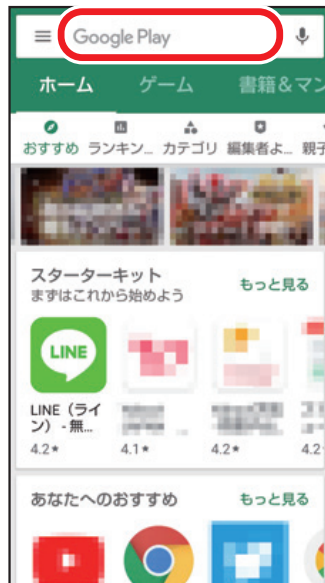 Google Play
ホーム ゲーム 書籍&マン
おすすめ ランキン… カテゴリ 編集者よ… 親子
スターターキット もっと見る
まずはこれから始めよう
LINE
LINE（ライ
ン）- 無…
4.2★ 4.1★ 4.2★ 4.2
あなたへのおすすめ もっと見る